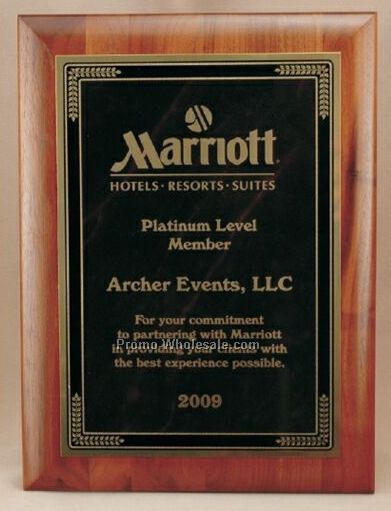 Marriott
HOTELS · RESORTS · SUITES
Platinum Level
Member
Archer Events, LLC
For your commitment
to partnering with Marriott
Promo Wholesale.com
in providing your clients with
the best experience possible.
2009